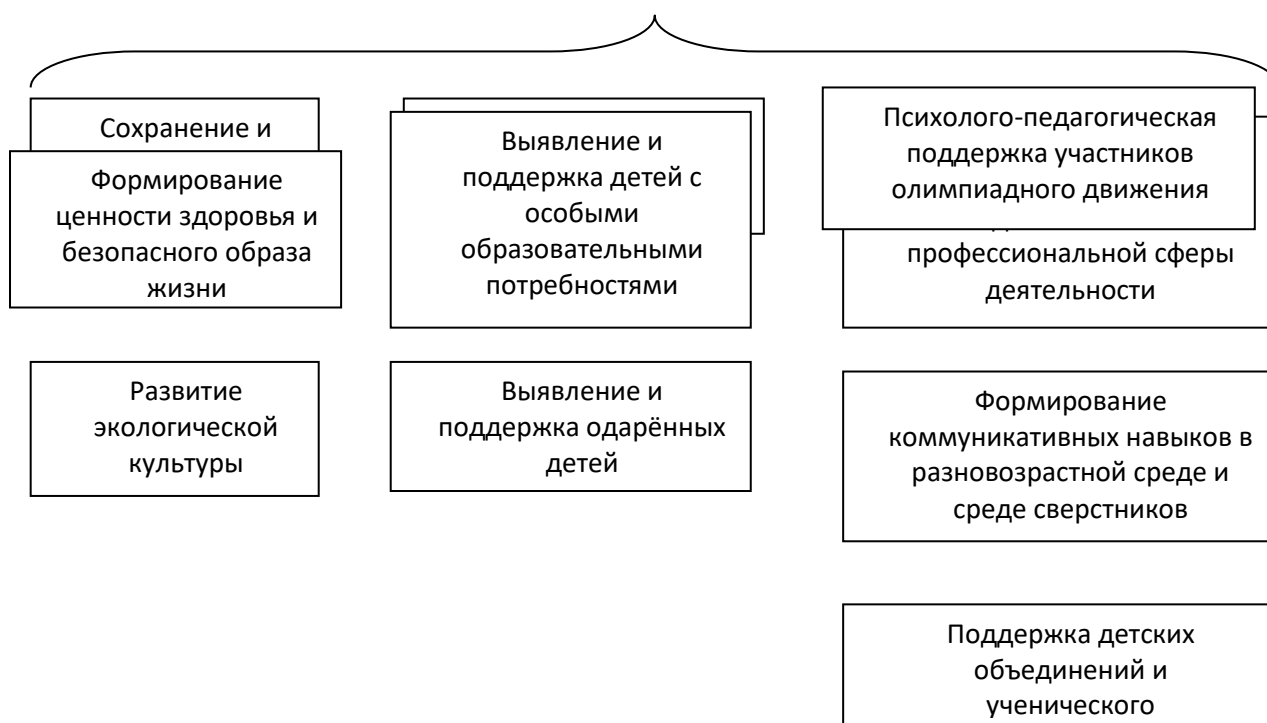 Сохранение и
Формирование
ценности здоровья и
безопасного образа
жизни
Развитие
экологической
культуры
Выявление и
поддержка детей с
особыми
образовательными
потребностями
Выявление и
поддержка одарённых
детей
Психолого-педагогическая
поддержка участников
олимпиадного движения
профессиональной сферы
деятельности
Формирование
коммуникативных навыков в
разновозрастной среде и
среде сверстников
Поддержка детских
объединений и
ученического